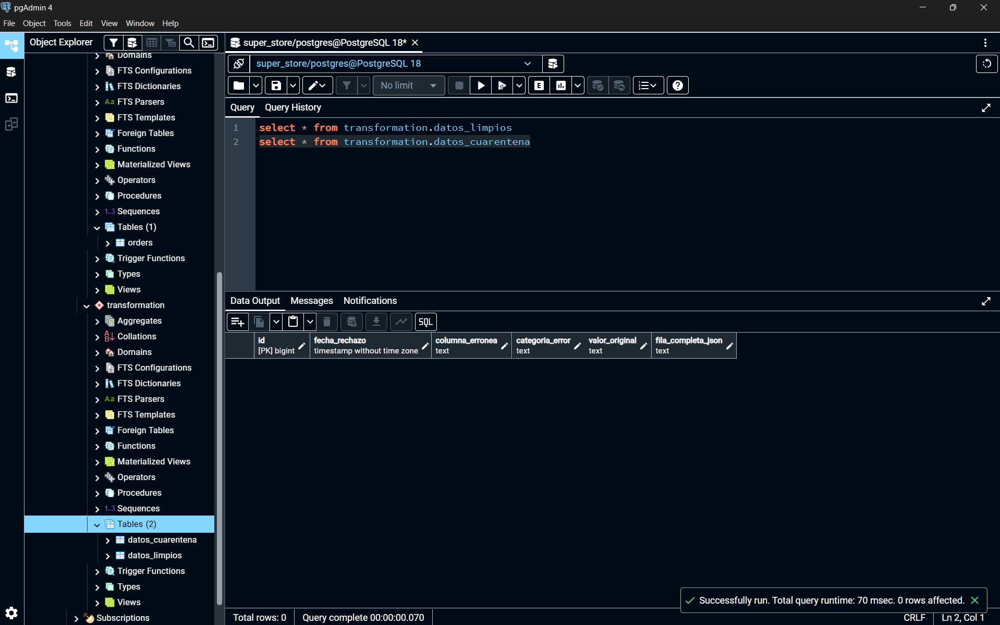 pgAdmin 4
File Object Tools Edit View Window Help
Object Explorer
super_store/postgres@PostgreSQL 18*
super_store/postgres@PostgreSQL 18
No limit
E
Query Query History
1 select * from transformation.datos_limpios
2 select * from transformation.datos_cuarentena
Domains
FTS Configurations
FTS Dictionaries
Aa FTS Parsers
FTS Templates
Foreign Tables
Functions
Materialized Views
Operators
Procedures
1..3 Sequences
Tables (1)
orders
Trigger Functions
Types
Views
transformation
Aggregates
Collations
Domains
FTS Configurations
FTS Dictionaries
Aa FTS Parsers
FTS Templates
Foreign Tables
Functions
Materialized Views
Operators
Procedures
1..3 Sequences
Tables (2)
datos_cuarentena
datos_limpios
Trigger Functions
Types
Views
Subscriptions
Data Output Messages Notifications
SQL
id fecha_rechazo columna_erronea categoria_error valor_original fila_completa_json
[PK] bigint timestamp without time zone text text text text
Successfully run. Total query runtime: 70 msec. 0 rows affected.
Total rows: 0 Query complete 00:00:00.070 CRLF Ln 2, Col 1